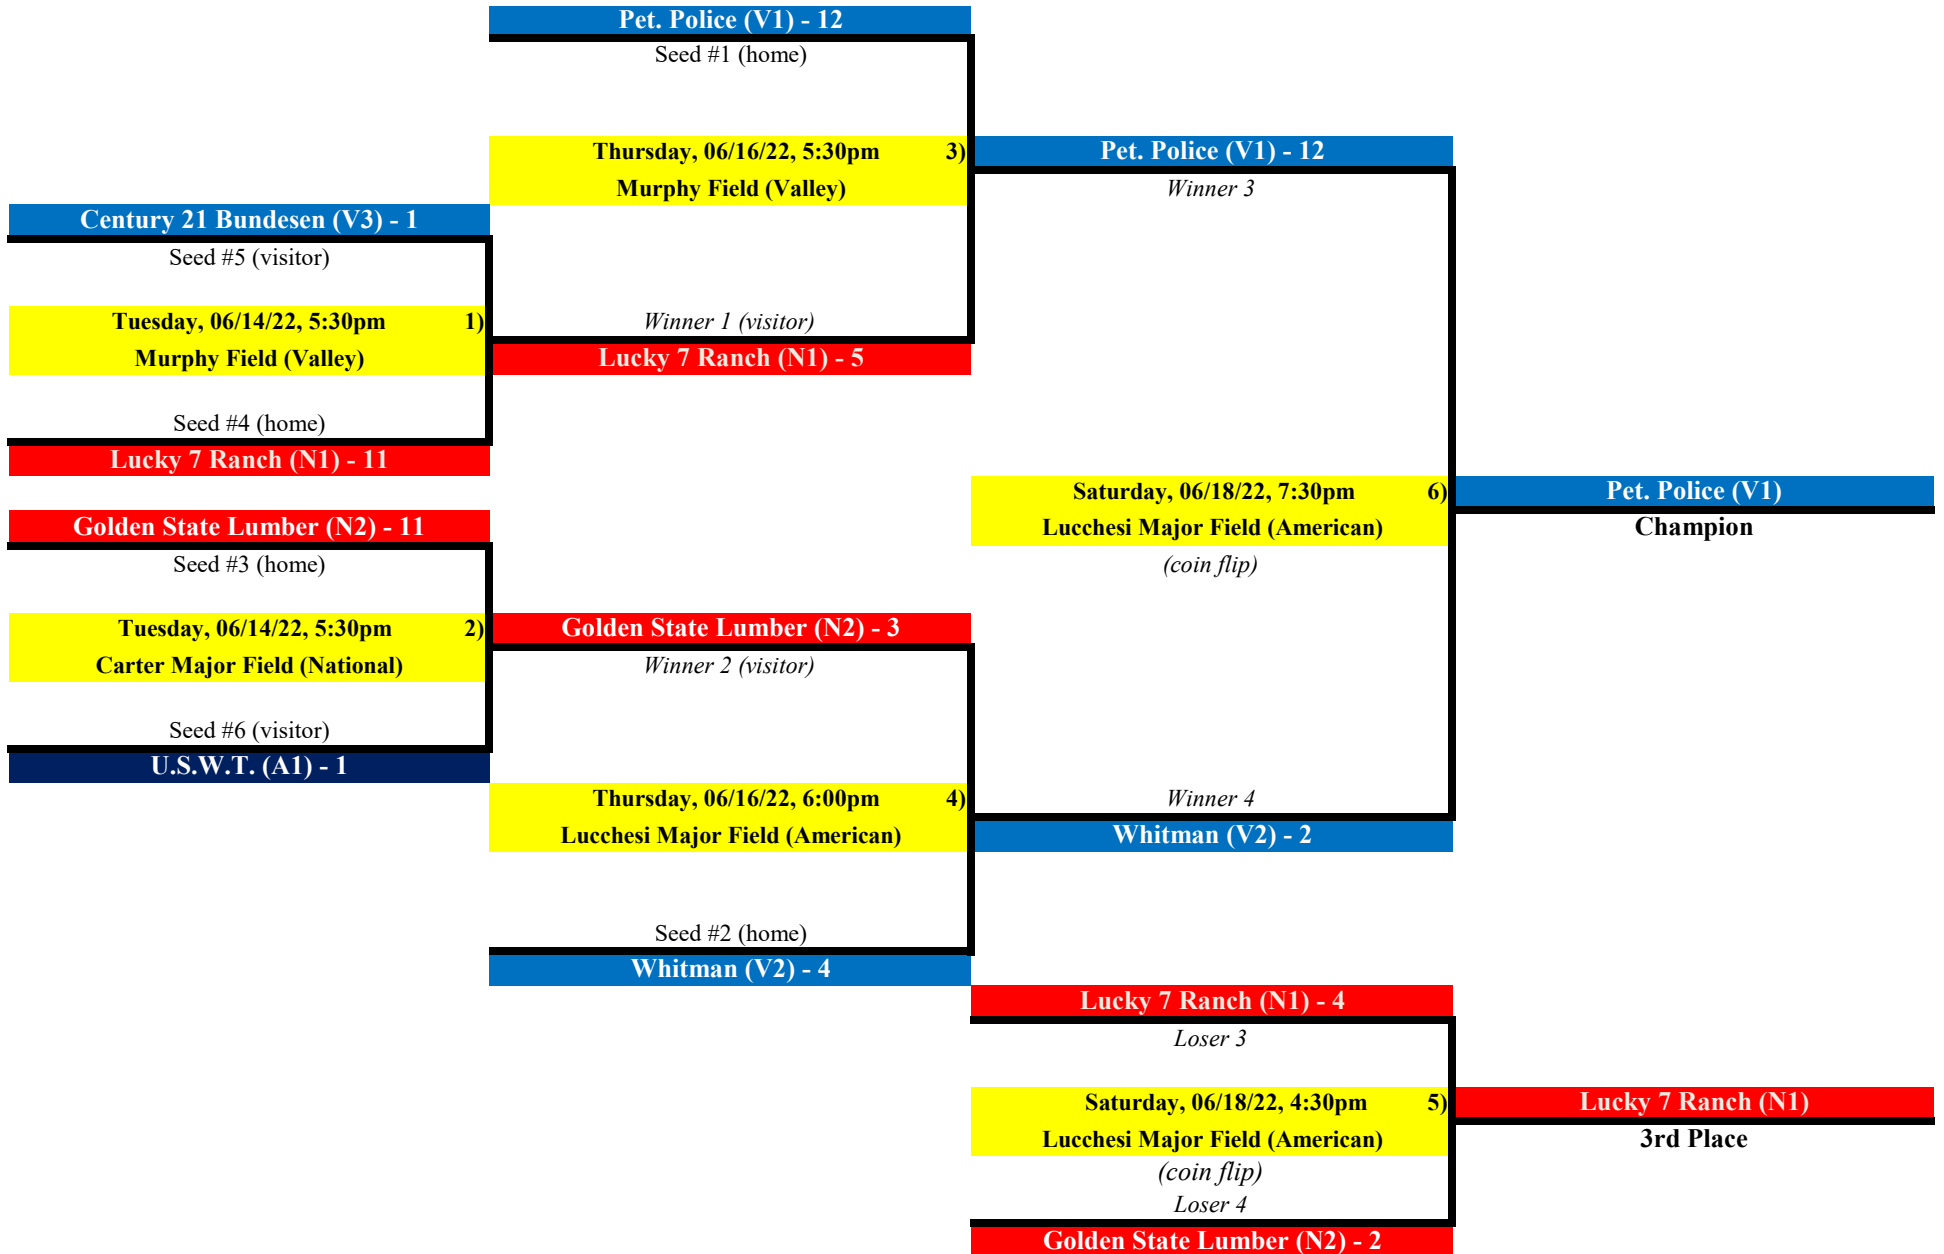 Pet. Police (V1) - 12
Seed #1 (home)
Thursday, 06/16/22, 5:30pm 3)
Murphy Field (Valley)
Pet. Police (V1) - 12
Winner 3
Century 21 Bundesen (V3) - 1
Seed #5 (visitor)
Tuesday, 06/14/22, 5:30pm 1)
Murphy Field (Valley)
Winner 1 (visitor)
Lucky 7 Ranch (N1) - 5
Seed #4 (home)
Lucky 7 Ranch (N1) - 11
Saturday, 06/18/22, 7:30pm 6)
Lucchesi Major Field (American)
(coin flip)
Pet. Police (V1)
Champion
Golden State Lumber (N2) - 11
Seed #3 (home)
Tuesday, 06/14/22, 5:30pm 2)
Carter Major Field (National)
Golden State Lumber (N2) - 3
Winner 2 (visitor)
Seed #6 (visitor)
U.S.W.T. (A1) - 1
Thursday, 06/16/22, 6:00pm 4)
Lucchesi Major Field (American)
Winner 4
Whitman (V2) - 2
Seed #2 (home)
Whitman (V2) - 4
Lucky 7 Ranch (N1) - 4
Loser 3
Saturday, 06/18/22, 4:30pm 5)
Lucchesi Major Field (American)
(coin flip)
Loser 4
Golden State Lumber (N2) - 2
Lucky 7 Ranch (N1)
3rd Place